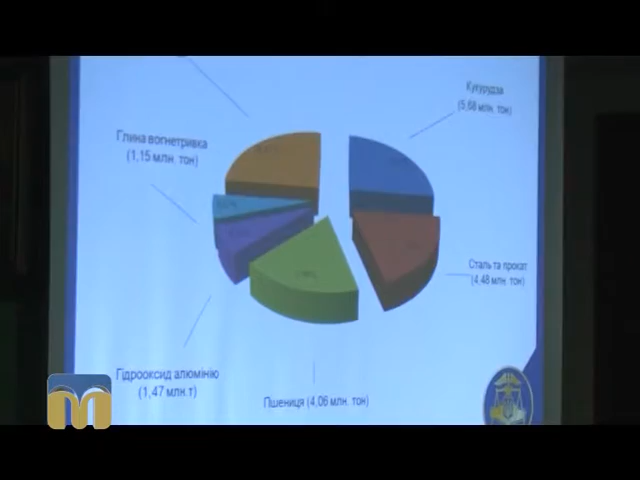 Кукурудза
(5,68 млн. тон)
Глина вогнетривка
(1,15 млн. тон)
Сталь та прокат
(4,48 млн. тон)
Гідрооксид алюмінію
(1,47 млн.т)
Пшениця (4,06 млн. тон)